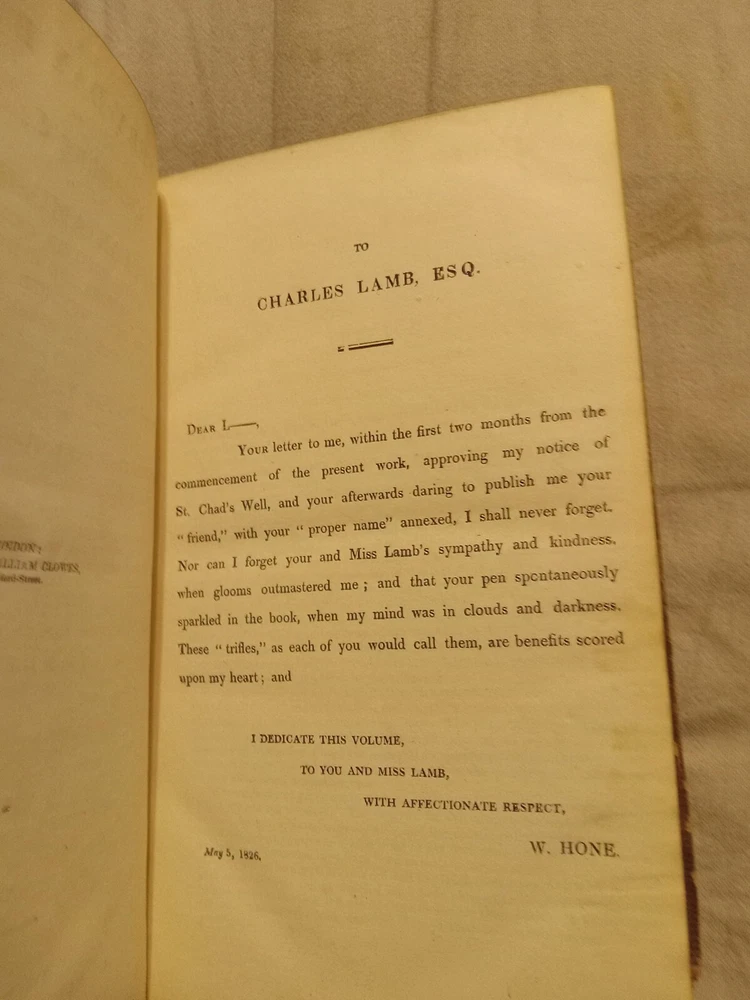 TO
CHARLES LAMB, ESQ.
DEAR L——,
YOUR letter to me, within the first two months from the
commencement of the present work, approving my notice of
St. Chad's Well, and your afterwards daring to publish me your
"friend," with your "proper name" annexed, I shall never forget.
Nor can I forget your and Miss Lamb's sympathy and kindness,
when glooms outmastered me; and that your pen spontaneously
sparkled in the book, when my mind was in clouds and darkness.
These "trifles," as each of you would call them, are benefits scored
upon my heart; and
I DEDICATE THIS VOLUME,
TO YOU AND MISS LAMB,
WITH AFFECTIONATE RESPECT,
W. HONE.
May 5, 1826.
ONDON:
LLIAM CLOWES,